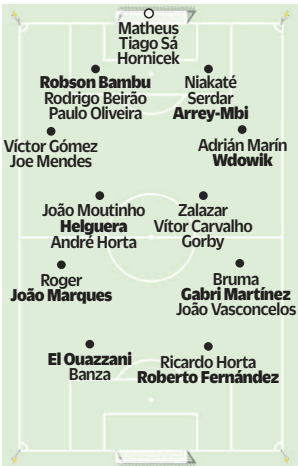 Matheus
Tiago Sá
Hornicek
Robson Bambu
Rodrigo Beirão
Paulo Oliveira
Niakaté
Serdar
Arrey-Mbi
Víctor Gómez
Joe Mendes
Adrián Marín
Wdowik
João Moutinho
Helguera
André Horta
Zalazar
Vítor Carvalho
Gorby
Roger
João Marques
Bruma
Gabri Martínez
João Vasconcelos
El Ouazzani
Banza
Ricardo Horta
Roberto Fernández